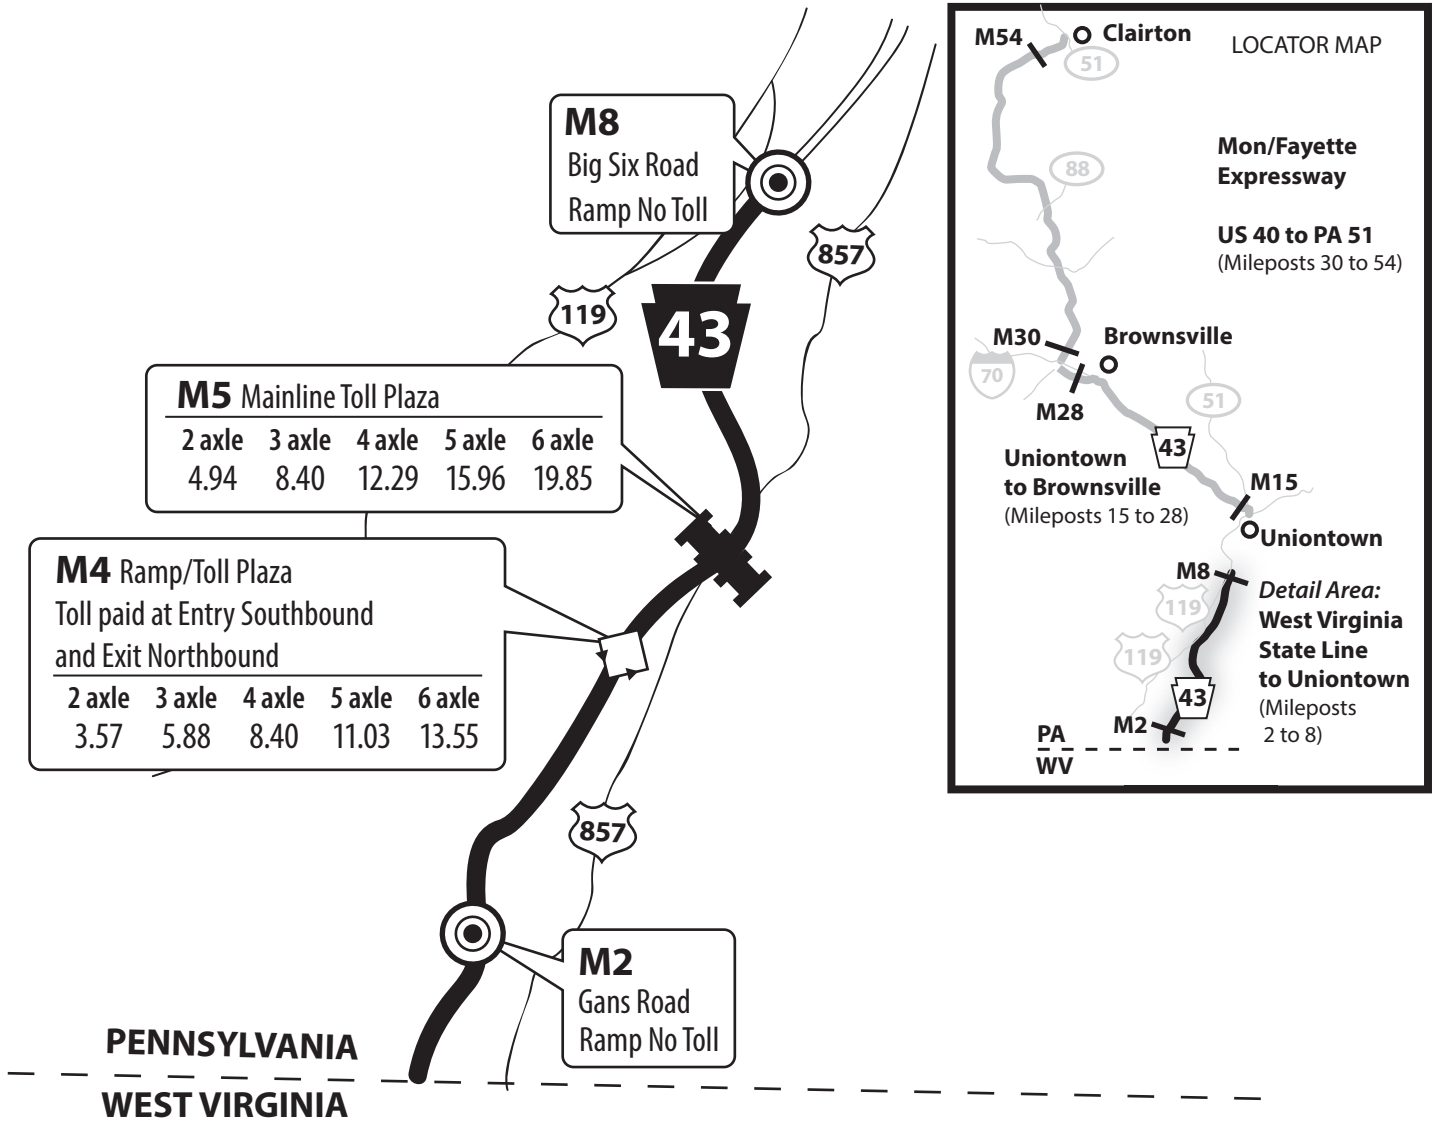 M8
Big Six Road
Ramp No Toll
857
119
43
M5 Mainline Toll Plaza
2 axle 3 axle 4 axle 5 axle 6 axle
4.94 8.40 12.29 15.96 19.85
M4 Ramp/Toll Plaza
Toll paid at Entry Southbound
and Exit Northbound
2 axle 3 axle 4 axle 5 axle 6 axle
3.57 5.88 8.40 11.03 13.55
857
M2
Gans Road
Ramp No Toll
PENNSYLVANIA
WEST VIRGINIA
LOCATOR MAP
M54
Clairton
51
Mon/Fayette
Expressway
88
US 40 to PA 51
(Mileposts 30 to 54)
M30
Brownsville
70
M28
51
43
Uniontown
to Brownsville
(Mileposts 15 to 28)
M15
Uniontown
M8
Detail Area:
West Virginia
State Line
to Uniontown
(Mileposts
2 to 8)
119
119
43
M2
PA
WV